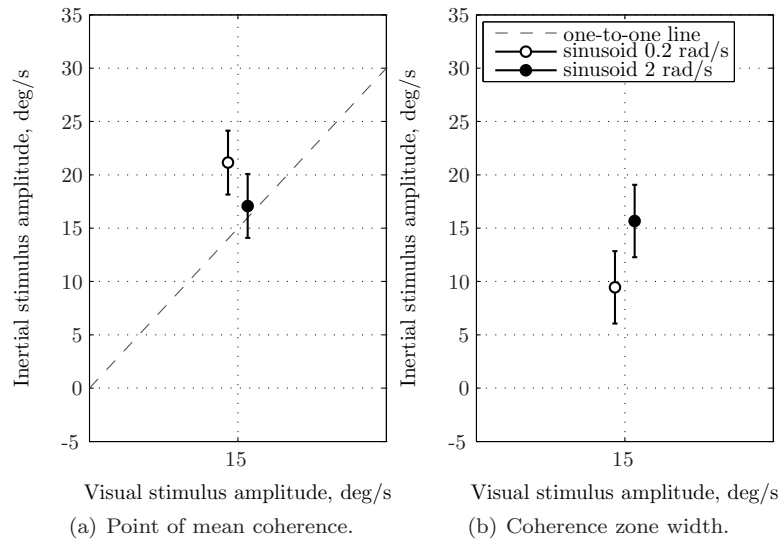 35
30
25
20
15
10
5
0
-5
15
Inertial stimulus amplitude, deg/s
Visual stimulus amplitude, deg/s
(a) Point of mean coherence.
35
30
25
20
15
10
5
0
-5
15
Inertial stimulus amplitude, deg/s
one-to-one line
sinusoid 0.2 rad/s
sinusoid 2 rad/s
Visual stimulus amplitude, deg/s
(b) Coherence zone width.